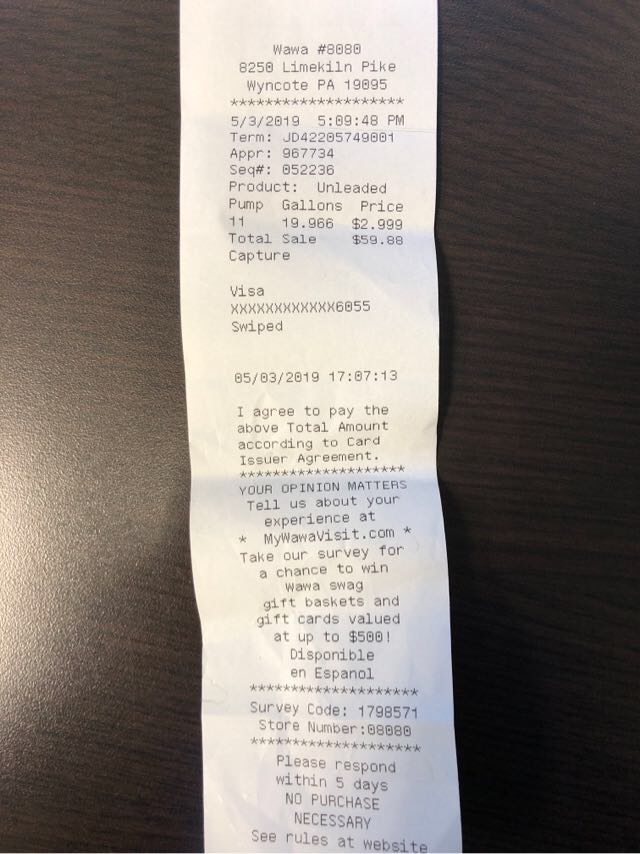 Wawa #8080
8250 Limekiln Pike
Wyncote PA 19095
********************
5/3/2019 5:09:48 PM
Term: JD42205749001
Appr: 967734
Seq#: 052236
Product: Unleaded
Pump Gallons Price
11 19.966 $2.999
Total Sale $59.88
Capture
Visa
XXXXXXXXXXXX6055
Swiped
05/03/2019 17:07:13
I agree to pay the
above Total Amount
according to Card
Issuer Agreement.
********************
YOUR OPINION MATTERS
Tell us about your
experience at
* MyWawaVisit.com *
Take our survey for
a chance to win
Wawa swag
gift baskets and
gift cards valued
at up to $500!
Disponible
en Espanol
********************
Survey Code: 1798571
Store Number:08080
********************
Please respond
within 5 days
NO PURCHASE
NECESSARY
See rules at website